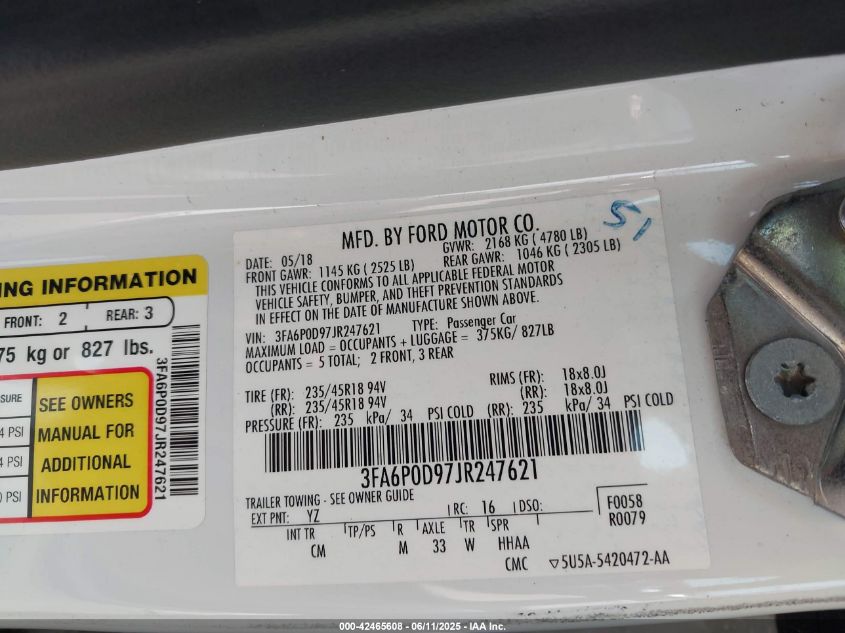 MFD. BY FORD MOTOR CO.
51
DATE: 05/18 GVWR: 2168 KG ( 4780 LB)
FRONT GAWR: 1145 KG ( 2525 LB) REAR GAWR: 1046 KG ( 2305 LB)
THIS VEHICLE CONFORMS TO ALL APPLICABLE FEDERAL MOTOR
VEHICLE SAFETY, BUMPER, AND THEFT PREVENTION STANDARDS
IN EFFECT ON THE DATE OF MANUFACTURE SHOWN ABOVE.
VIN: 3FA6P0D97JR247621 TYPE: Passenger Car
MAXIMUM LOAD = OCCUPANTS + LUGGAGE = 375KG/ 827LB
OCCUPANTS = 5 TOTAL; 2 FRONT, 3 REAR
TIRE (FR): 235/45R18 94V RIMS (FR): 18x8.0J
(RR): 235/45R18 94V (RR): 18x8.0J
PRESSURE (FR): 235 kPa/ 34 PSI COLD (RR): 235 kPa/ 34 PSI COLD
3FA6P0D97JR247621
TRAILER TOWING - SEE OWNER GUIDE
EXT PNT: YZ RC: 16 DSO: F0058
R0079
INT TR TP/PS R AXLE TR SPR
CM M 33 W HHAA
CMC ▽5U5A-5420472-AA
ING INFORMATION
FRONT: 2 REAR: 3
75 kg or 827 lbs.
SURE
4 PSI
4 PSI
0 PSI
SEE OWNERS
MANUAL FOR
ADDITIONAL
INFORMATION
3FA6P0D97JR247621
000-42465608 - 06/11/2025 - IAA Inc.